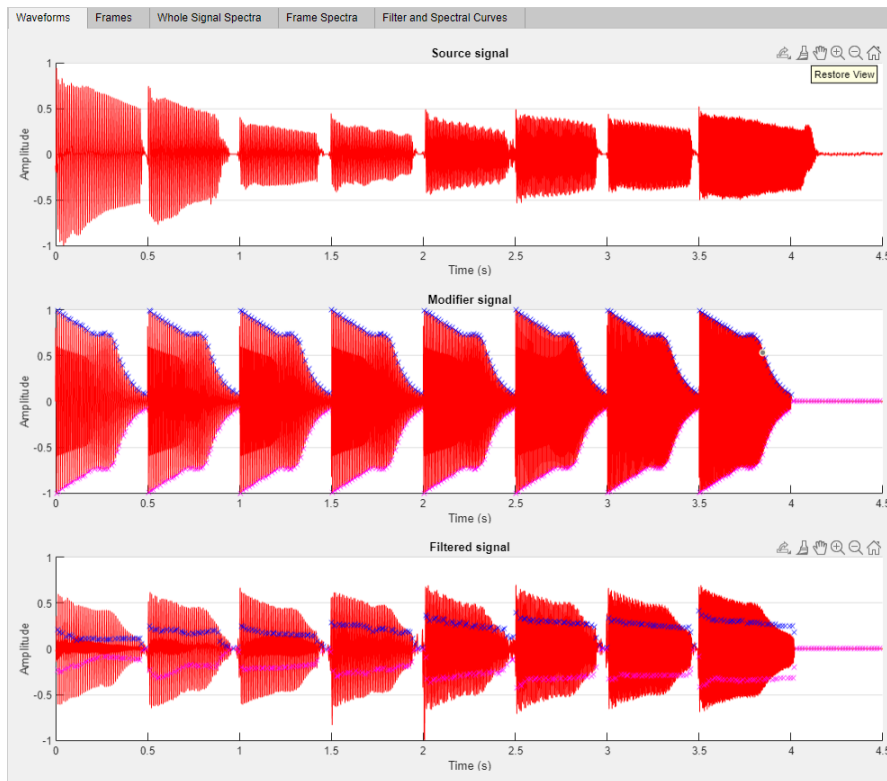 Waveforms Frames Whole Signal Spectra Frame Spectra Filter and Spectral Curves
Source signal
Restore View
1
0.5
0
-0.5
-1
Amplitude
0 0.5 1 1.5 2 2.5 3 3.5 4 4.5
Time (s)
Modifier signal
1
0.5
0
-0.5
-1
Amplitude
0 0.5 1 1.5 2 2.5 3 3.5 4 4.5
Time (s)
Filtered signal
1
0.5
0
-0.5
-1
Amplitude
0 0.5 1 1.5 2 2.5 3 3.5 4 4.5
Time (s)